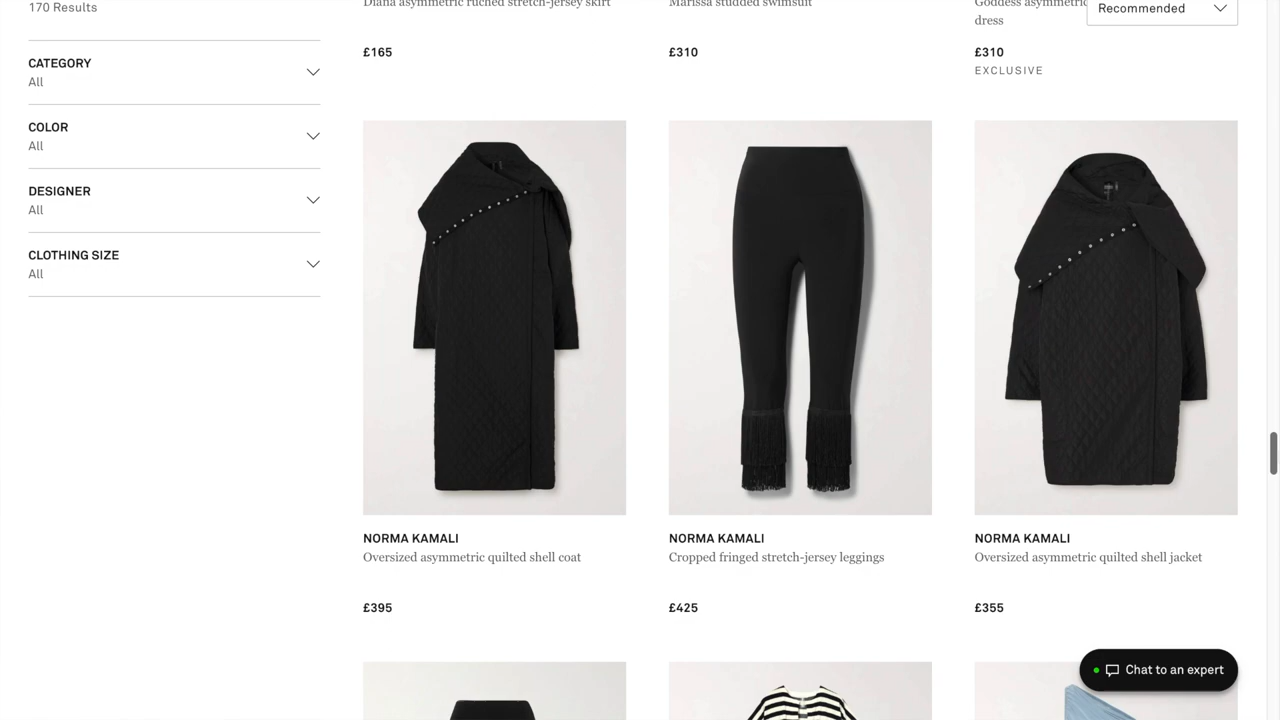 170 Results
Diana asymmetric ruched stretch-jersey skirt
Marissa studded swimsuit
Goddess asymmetric
dress
Recommended
£165
£310
£310
EXCLUSIVE
CATEGORY
All
COLOR
All
DESIGNER
All
CLOTHING SIZE
All
NORMA KAMALI
Oversized asymmetric quilted shell coat
£395
NORMA KAMALI
Cropped fringed stretch-jersey leggings
£425
NORMA KAMALI
Oversized asymmetric quilted shell jacket
£355
Chat to an expert